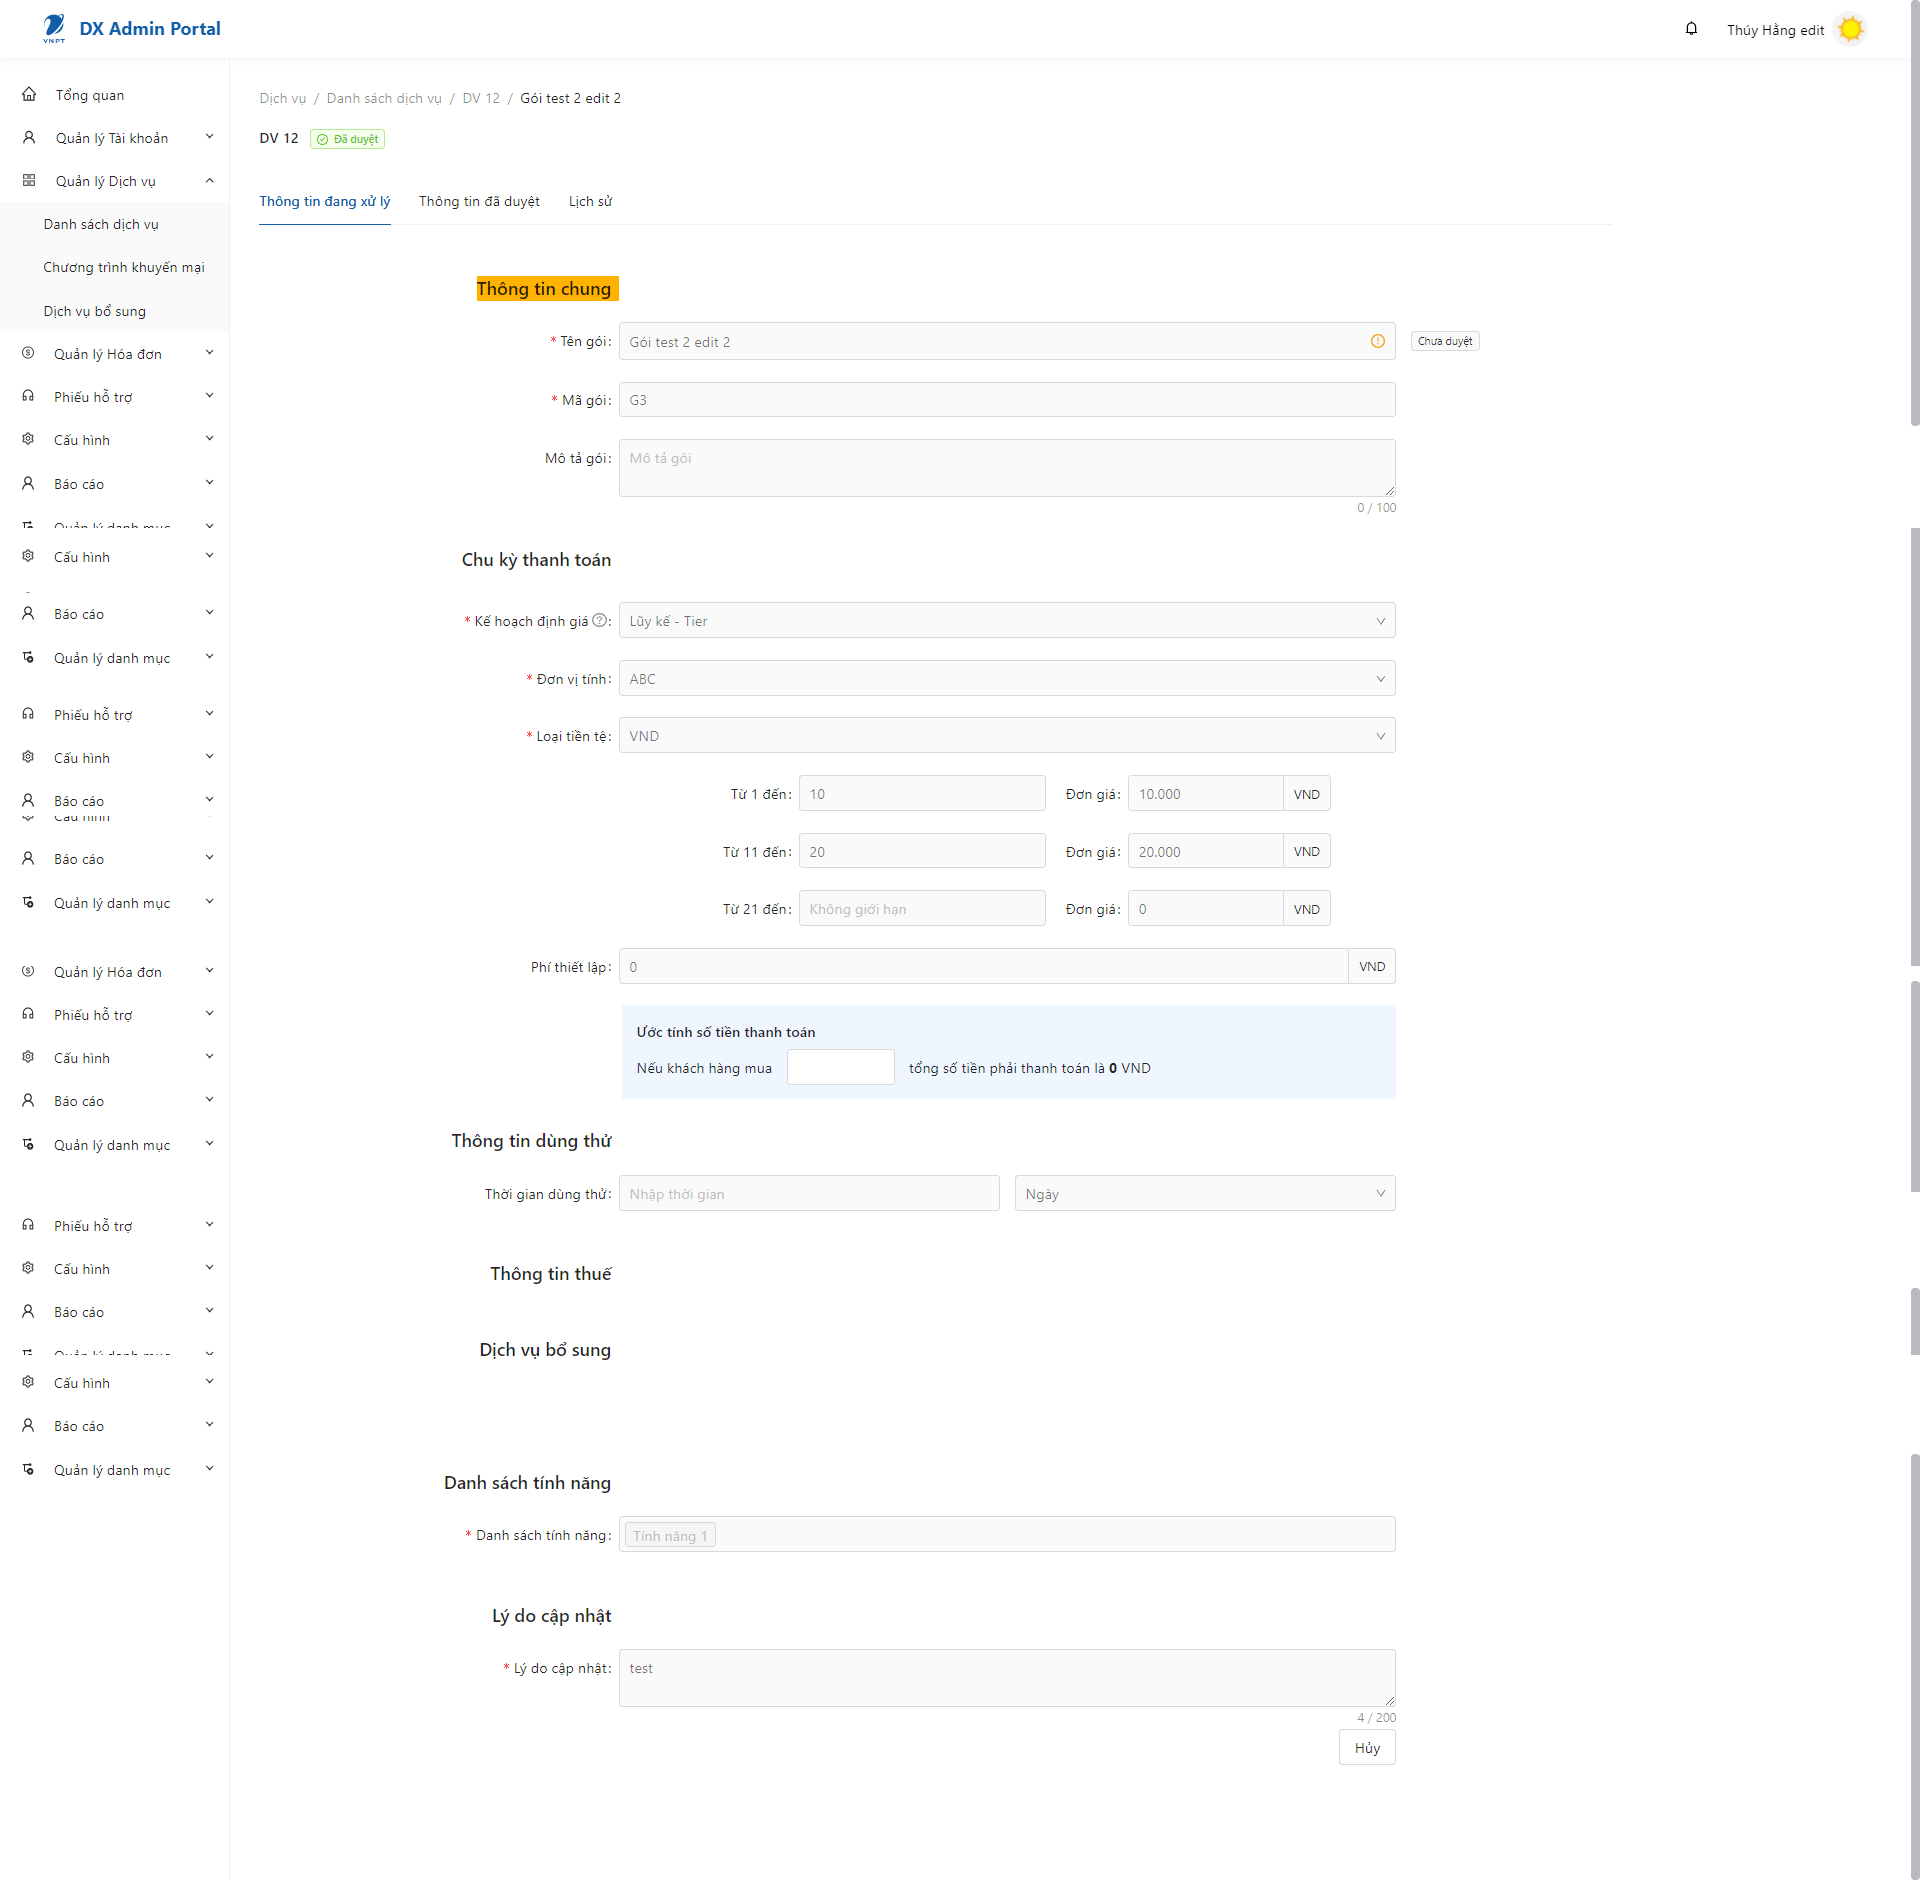 VNPT
DX Admin Portal
Thúy Hằng edit
Tổng quan
Quản lý Tài khoản
Quản lý Dịch vụ
Danh sách dịch vụ
Chương trình khuyến mại
Dịch vụ bổ sung
Quản lý Hóa đơn
Phiếu hỗ trợ
Cấu hình
Báo cáo
Quản lý danh mục
Cấu hình
Báo cáo
Quản lý danh mục
Phiếu hỗ trợ
Cấu hình
Báo cáo
Cấu hình
Báo cáo
Quản lý danh mục
Quản lý Hóa đơn
Phiếu hỗ trợ
Cấu hình
Báo cáo
Quản lý danh mục
Phiếu hỗ trợ
Cấu hình
Báo cáo
Quản lý danh mục
Cấu hình
Báo cáo
Quản lý danh mục
Dịch vụ / Danh sách dịch vụ / DV 12 / Gói test 2 edit 2
DV 12 Đã duyệt
Thông tin đang xử lý Thông tin đã duyệt Lịch sử
Thông tin chung
* Tên gói: Gói test 2 edit 2 Chưa duyệt
* Mã gói: G3
Mô tả gói: Mô tả gói
0 / 100
Chu kỳ thanh toán
* Kế hoạch định giá : Lũy kế - Tier
* Đơn vị tính: ABC
* Loại tiền tệ: VND
Từ 1 đến: 10 Đơn giá: 10.000 VND
Từ 11 đến: 20 Đơn giá: 20.000 VND
Từ 21 đến: Không giới hạn Đơn giá: 0 VND
Phí thiết lập: 0 VND
Ước tính số tiền thanh toán
Nếu khách hàng mua tổng số tiền phải thanh toán là 0 VND
Thông tin dùng thử
Thời gian dùng thử: Nhập thời gian Ngày
Thông tin thuế
Dịch vụ bổ sung
Danh sách tính năng
* Danh sách tính năng: Tính năng 1
Lý do cập nhật
* Lý do cập nhật: test
4 / 200
Hủy